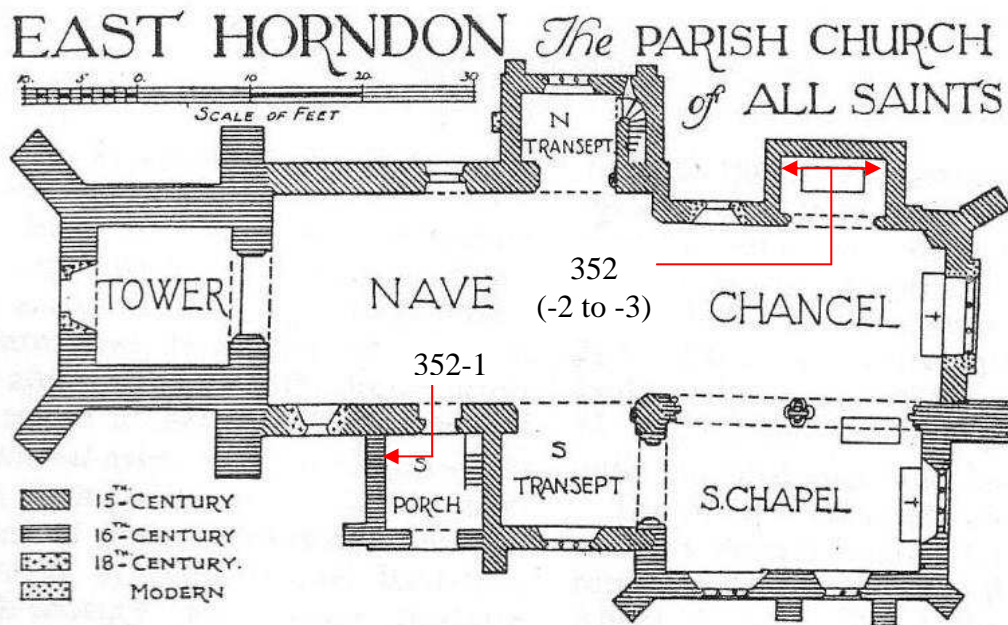 EAST HORNDON The PARISH CHURCH
of ALL SAINTS
10. 5. 0. 10 20. 30
SCALE OF FEET
N
TRANSEPT
TOWER
NAVE
352
(-2 to -3)
CHANCEL
352-1
S
PORCH
S
TRANSEPT
S.CHAPEL
15TH-CENTURY
16TH-CENTURY
18TH-CENTURY.
MODERN